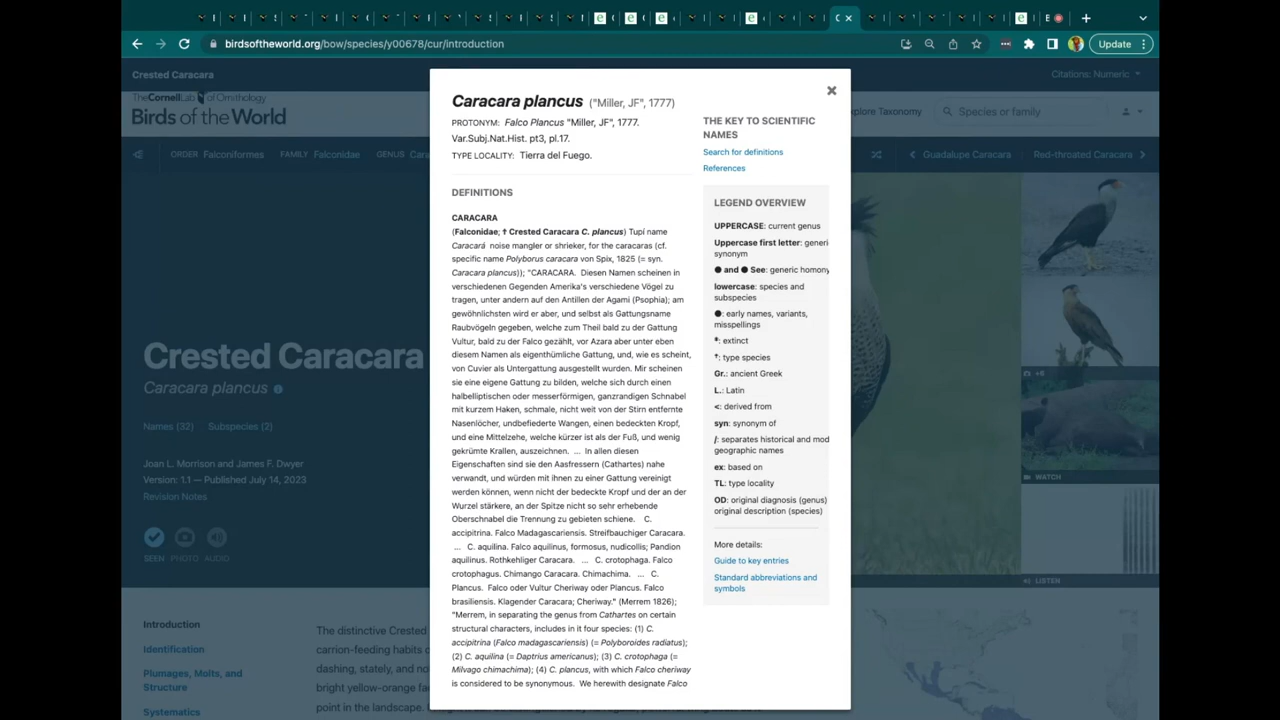 birdsoftheworld.org/bow/species/y00678/cur/introduction
Update
Crested Caracara
Citations: Numeric
TheCornellLab of Ornithology
Birds of the World
Explore Taxonomy
Species or family
ORDER Falconiformes FAMILY Falconidae GENUS
Guadalupe Caracara
Red-throated Caracara
Crested Caracara
Caracara plancus
Names (32) Subspecies (2)
Joan L. Morrison and James F. Dwyer
Version: 1.1 — Published July 14, 2023
Revision Notes
SEEN PHOTO AUDIO
Introduction
Identification
Plumages, Molts, and
Structure
Systematics
The distinctive Crested
carrion-feeding habits
dashing, stately, and
bright yellow-orange
point in the landscape.
Caracara plancus ("Miller, JF", 1777)
PROTONYM: Falco Plancus "Miller, JF", 1777.
Var.Subj.Nat.Hist. pt3, pl.17.
TYPE LOCALITY: Tierra del Fuego.
DEFINITIONS
CARACARA
(Falconidae; † Crested Caracara C. plancus) Tupí name
Caracará noise mangler or shrieker, for the caracaras (cf.
specific name Polyborus caracara von Spix, 1825 (= syn.
Caracara plancus)); "CARACARA. Diesen Namen scheinen in
verschiedenen Gegenden Amerika's verschiedene Vögel zu
tragen, unter andern auf den Antillen der Agami (Psophia); am
gewöhnlichsten wird er aber, und selbst als Gattungsname
Raubvögeln gegeben, welche zum Theil bald zu der Gattung
Vultur, bald zu der Falco gezählt, vor Azara aber unter eben
diesem Namen als eigenthümliche Gattung, und, wie es scheint,
von Cuvier als Untergattung ausgestellt wurden. Mir scheinen
sie eine eigene Gattung zu bilden, welche sich durch einen
halbelliptischen oder messerförmigen, ganzrandigen Schnabel
mit kurzem Haken, schmale, nicht weit von der Stirn entfernte
Nasenlöcher, undbefiederte Wangen, einen bedeckten Kropf,
und eine Mittelzehe, welche kürzer ist als der Fuß, und wenig
gekrümte Krallen, auszeichnen. ... In allen diesen
Eigenschaften sind sie den Aasfressern (Cathartes) nahe
verwandt, und würden mit ihnen zu einer Gattung vereinigt
werden können, wenn nicht der bedeckte Kropf und der an der
Wurzel stärkere, an der Spitze nicht so sehr erhebende
Oberschnabel die Trennung zu gebieten schiene. C.
accipitrina. Falco Madagascariensis. Streifbauchiger Caracara.
... C. aquilina. Falco aquilinus, formosus, nudicollis; Pandion
aquilinus. Rothkehliger Caracara. ... C. crotophaga. Falco
crotophagus. Chimango Caracara. Chimachima. ... C.
Plancus. Falco oder Vultur Cheriway oder Plancus. Falco
brasiliensis. Klagender Caracara; Cheriway." (Merrem 1826);
"Merrem, in separating the genus from Cathartes on certain
structural characters, includes in it four species: (1) C.
accipitrina (Falco madagascariensis) (= Polyboroides radiatus);
(2) C. aquilina (= Daptrius americanus); (3) C. crotophaga (=
Milvago chimachima); (4) C. plancus, with which Falco cheriway
is considered to be synonymous. We herewith designate Falco
THE KEY TO SCIENTIFIC
NAMES
Search for definitions
References
LEGEND OVERVIEW
UPPERCASE: current genus
Uppercase first letter: generi
synonym
● and ● See: generic homony
lowercase: species and
subspecies
●: early names, variants,
misspellings
‡: extinct
†: type species
Gr.: ancient Greek
L.: Latin
<: derived from
syn: synonym of
/: separates historical and mod
geographic names
ex: based on
TL: type locality
OD: original diagnosis (genus)
original description (species)
More details:
Guide to key entries
Standard abbreviations and
symbols
+6
WATCH
LISTEN